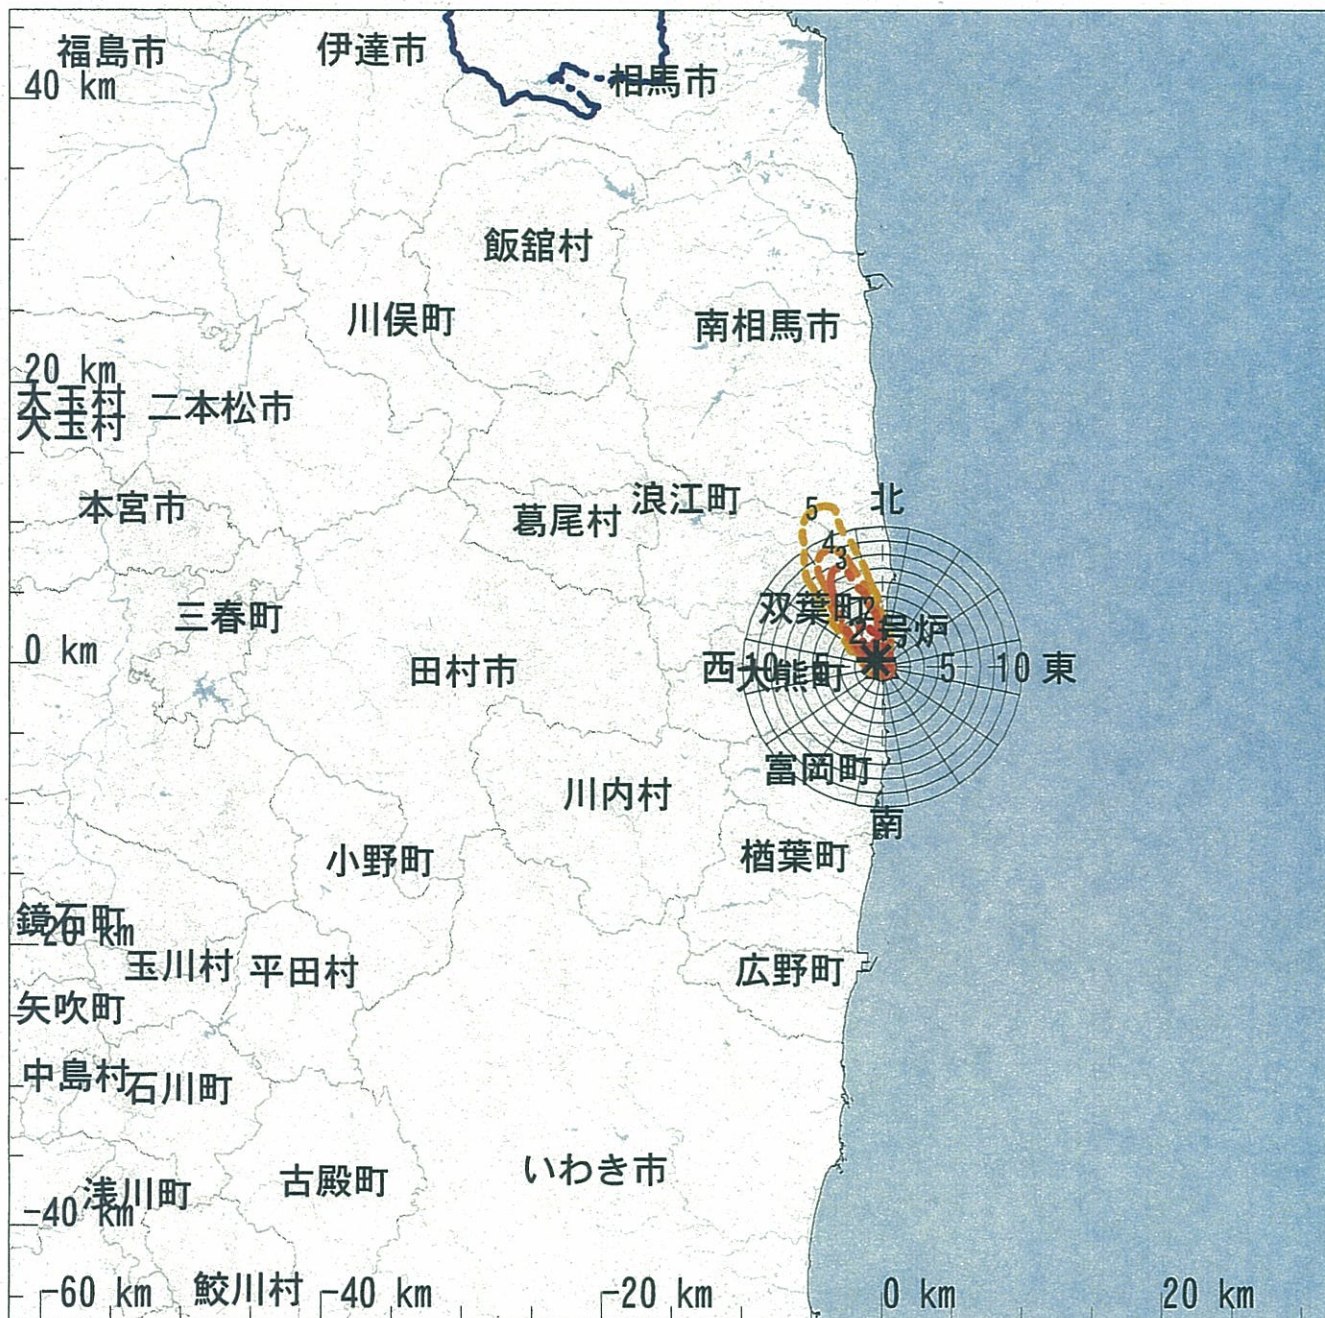 福島市
伊達市
相馬市
40 km
飯舘村
川俣町
南相馬市
20 km
大玉村
大玉村
二本松市
本宮市
葛尾村
浪江町
5
北
4
3
双葉町
2
三春町
2号炉
0 km
田村市
西
10
5
5
10
東
大熊町
富岡町
川内村
南
小野町
楢葉町
鏡石町
-20 km
玉川村
平田村
広野町
矢吹町
中島村
石川町
いわき市
浅川町
古殿町
-40 km
-60 km
鮫川村
-40 km
-20 km
0 km
20 km